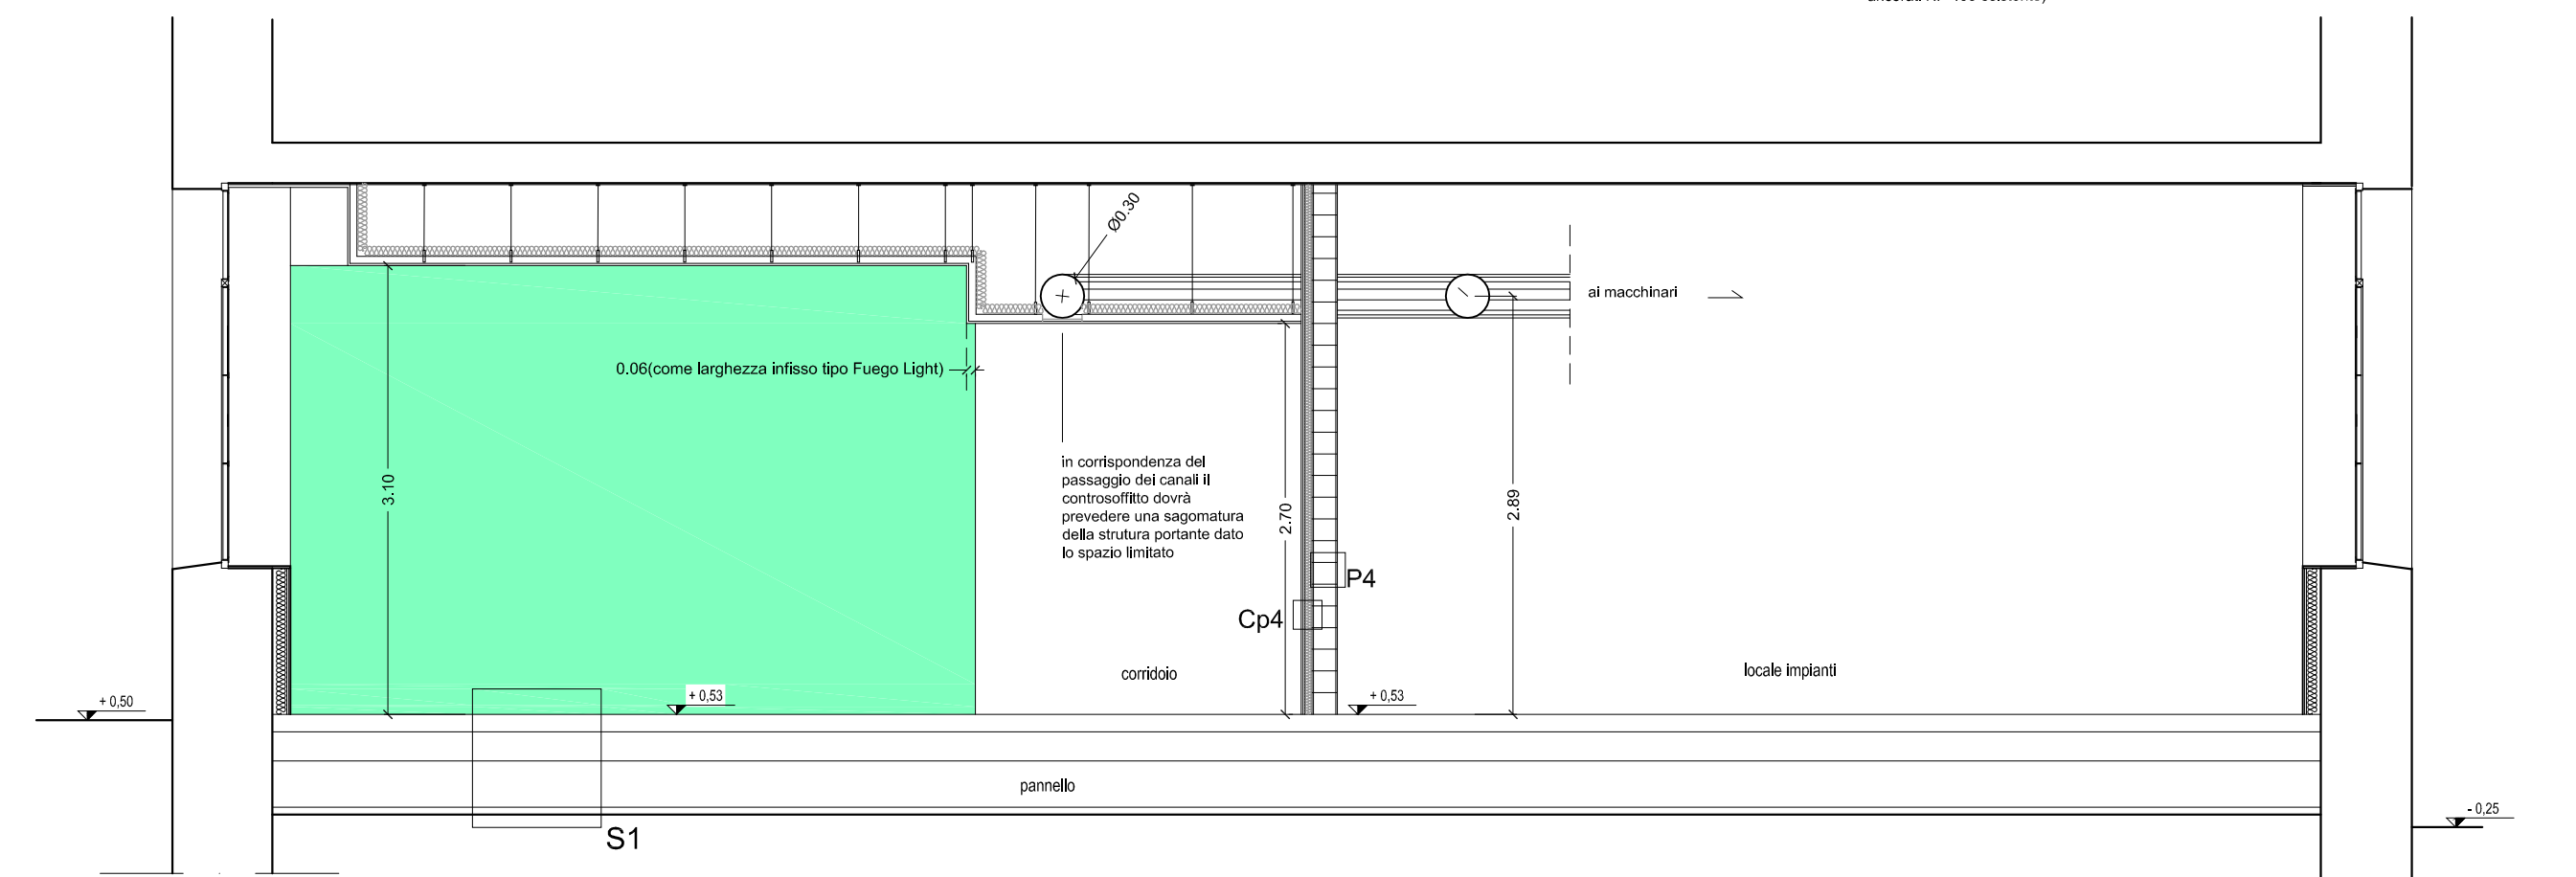 Ø0.30
ai macchinari
0.06(come larghezza infisso tipo Fuego Light)
in corrispondenza del
passaggio dei canali il
controsoffitto dovrà
prevedere una sagomatura
della strutura portante dato
lo spazio limitato
3.10
2.70
2.89
P4
Cp4
corridoio
locale impianti
+ 0,50
+ 0,53
+ 0,53
pannello
S1
- 0,25